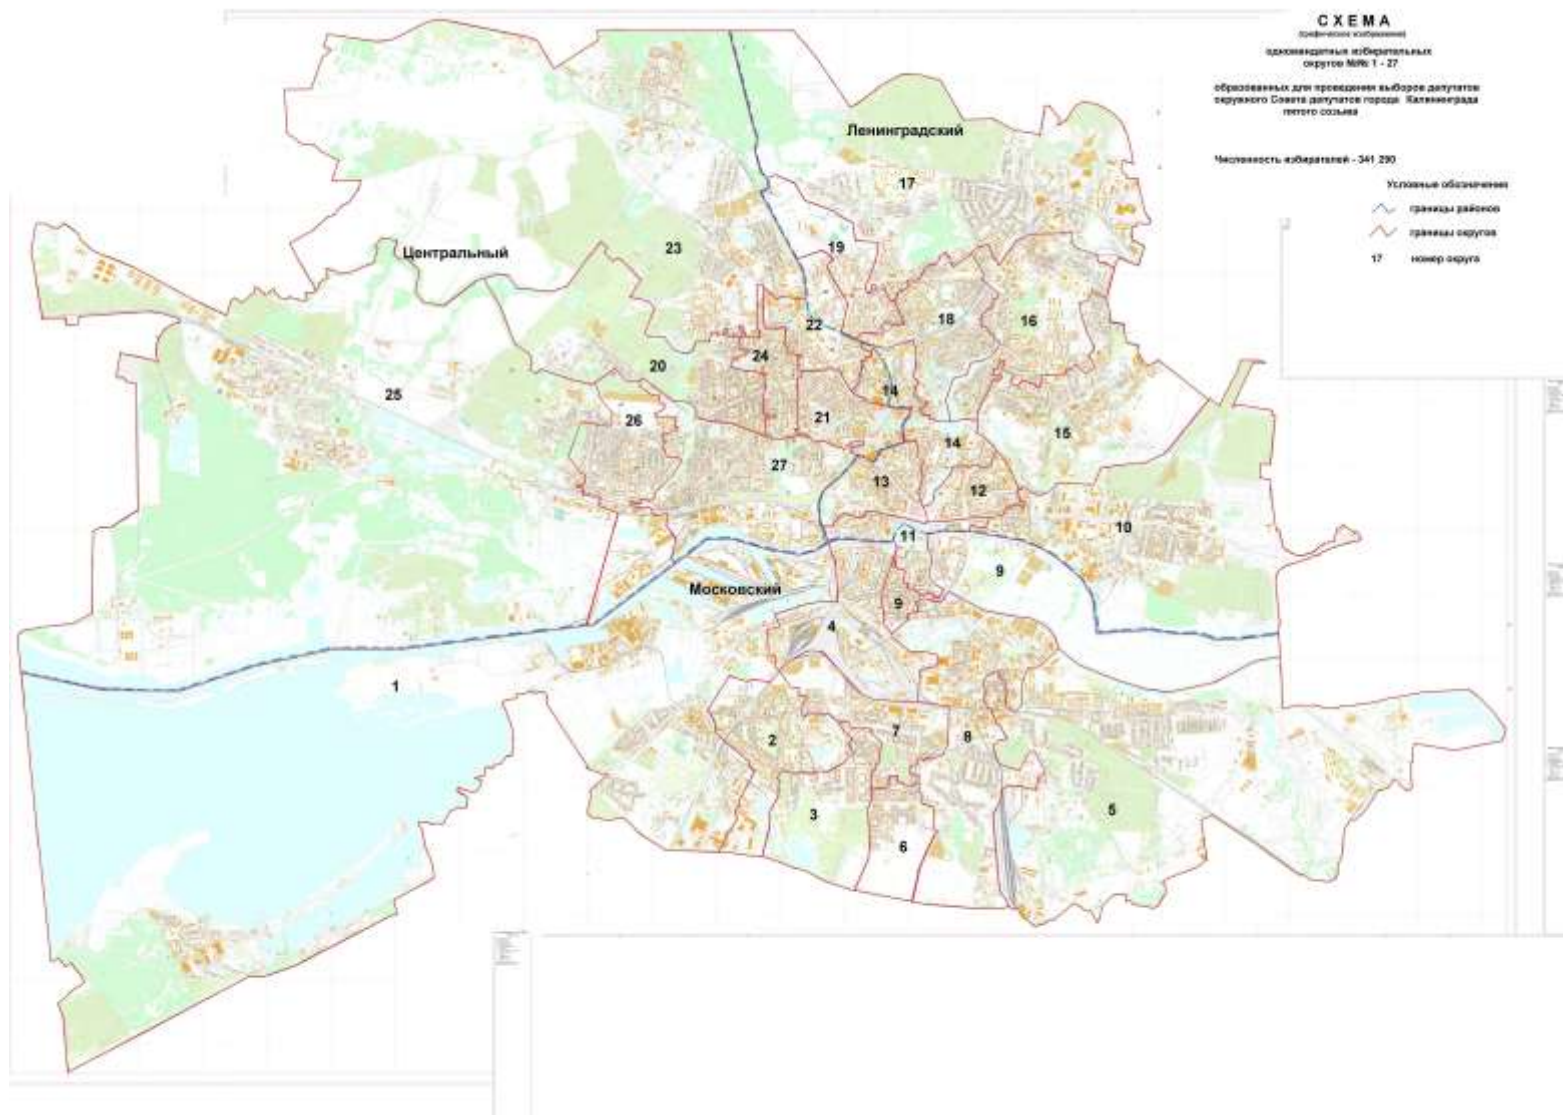 СХЕМА
(графическое изображение)
одномандатных избирательных
округов №№ 1 - 27
образованных для проведения выборов депутатов
окружного Совета депутатов города Калининграда
пятого созыва
Численность избирателей - 341 290
Условные обозначения
границы районов
границы округов
17 номер округа
Ленинградский
17
19
23
Центральный
18
16
22
24
20
14
25
26
21
15
14
27
13
12
10
11
9
Московский
9
4
1
7
8
2
5
3
6